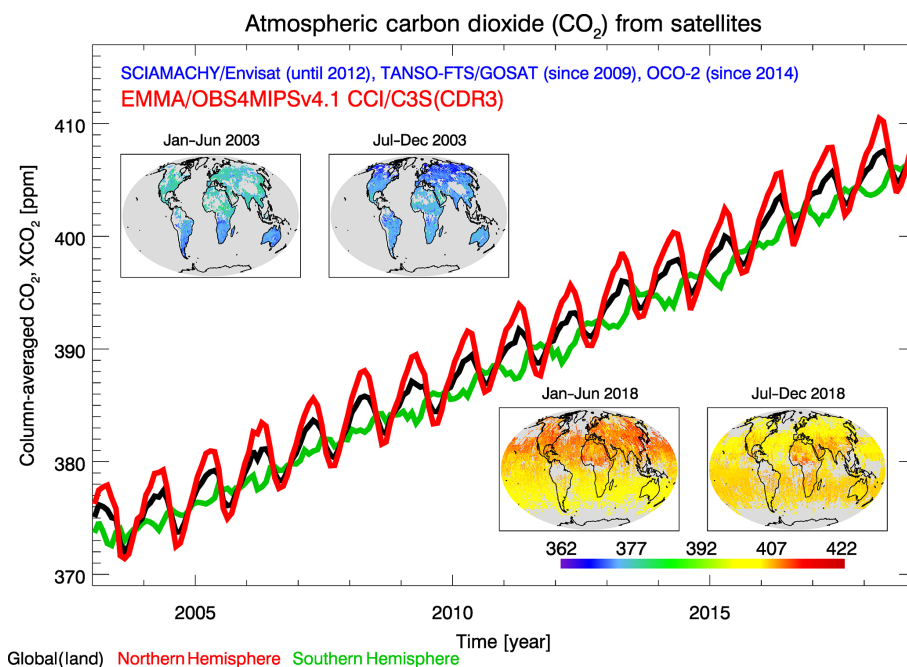 Atmospheric carbon dioxide (CO₂) from satellites
SCIAMACHY/Envisat (until 2012), TANSO-FTS/GOSAT (since 2009), OCO-2 (since 2014)
EMMA/OBS4MIPSv4.1 CCI/C3S(CDR3)
Jan–Jun 2003 Jul–Dec 2003
Column-averaged CO₂, XCO₂ [ppm]
410
400
390
380
370
Jan–Jun 2018 Jul–Dec 2018
362 377 392 407 422
2005 2010 2015
Time [year]
Global(land) Northern Hemisphere Southern Hemisphere